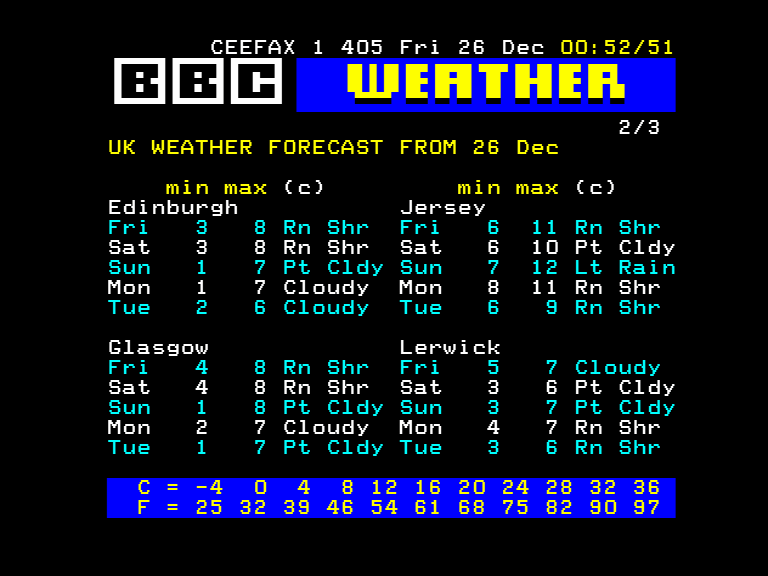 CEEFAX 1 405 Fri 26 Dec 00:52/51
BBC WEATHER
2/3
UK WEATHER FORECAST FROM 26 Dec
min max (c) min max (c)
Edinburgh Jersey
Fri 3 8 Rn Shr Fri 6 11 Rn Shr
Sat 3 8 Rn Shr Sat 6 10 Pt Cldy
Sun 1 7 Pt Cldy Sun 7 12 Lt Rain
Mon 1 7 Cloudy Mon 8 11 Rn Shr
Tue 2 6 Cloudy Tue 6 9 Rn Shr
Glasgow Lerwick
Fri 4 8 Rn Shr Fri 5 7 Cloudy
Sat 4 8 Rn Shr Sat 3 6 Pt Cldy
Sun 1 8 Pt Cldy Sun 3 7 Pt Cldy
Mon 2 7 Cloudy Mon 4 7 Rn Shr
Tue 1 7 Pt Cldy Tue 3 6 Rn Shr
C = -4 0 4 8 12 16 20 24 28 32 36
F = 25 32 39 46 54 61 68 75 82 90 97